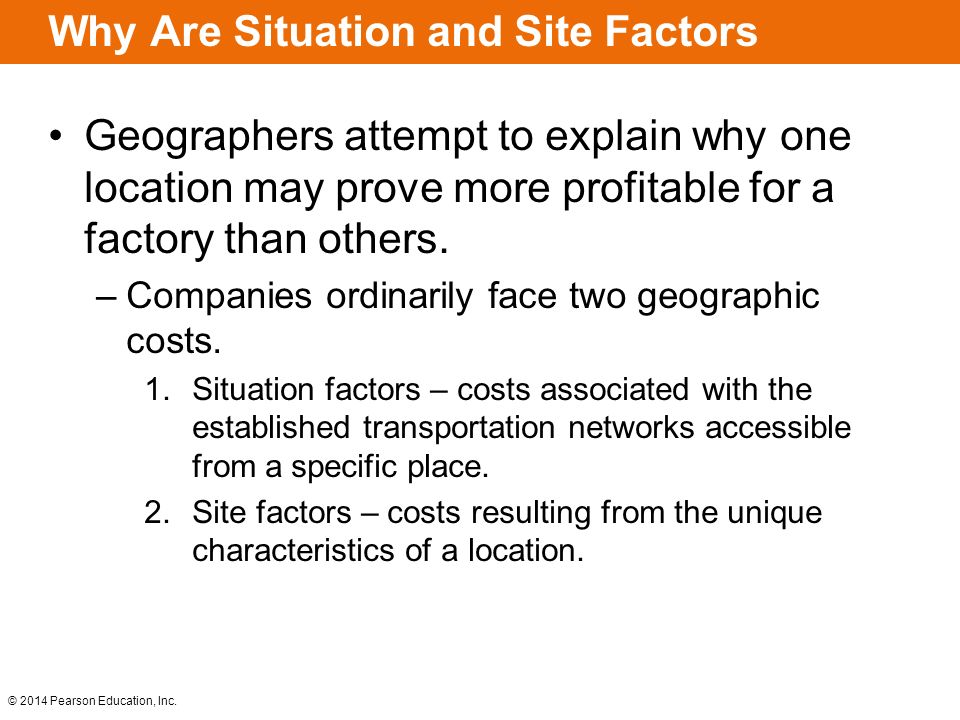 Why Are Situation and Site Factors
• Geographers attempt to explain why one
location may prove more profitable for a
factory than others.
– Companies ordinarily face two geographic
costs.
1. Situation factors – costs associated with the
established transportation networks accessible
from a specific place.
2. Site factors – costs resulting from the unique
characteristics of a location.
© 2014 Pearson Education, Inc.